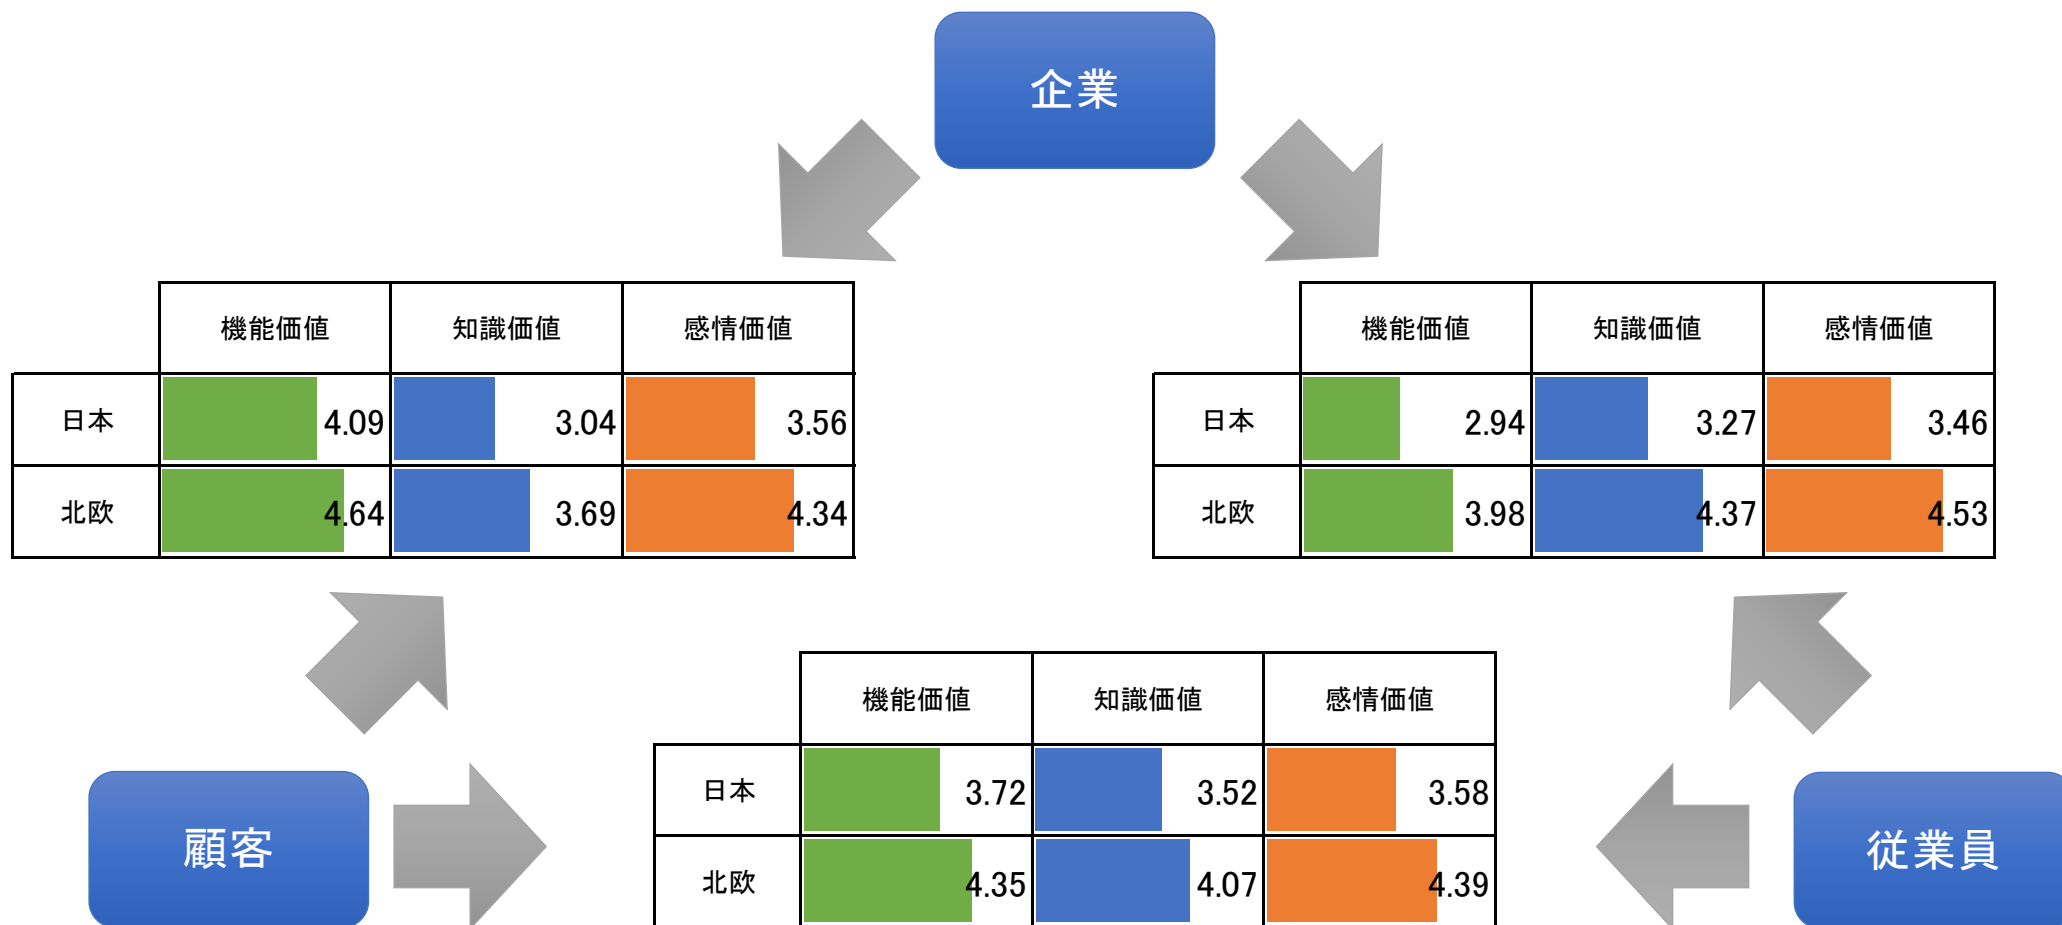 企業
機能価値 知識価値 感情価値
日本 4.09 3.04 3.56
北欧 4.64 3.69 4.34
機能価値 知識価値 感情価値
日本 2.94 3.27 3.46
北欧 3.98 4.37 4.53
機能価値 知識価値 感情価値
日本 3.72 3.52 3.58
北欧 4.35 4.07 4.39
顧客
従業員